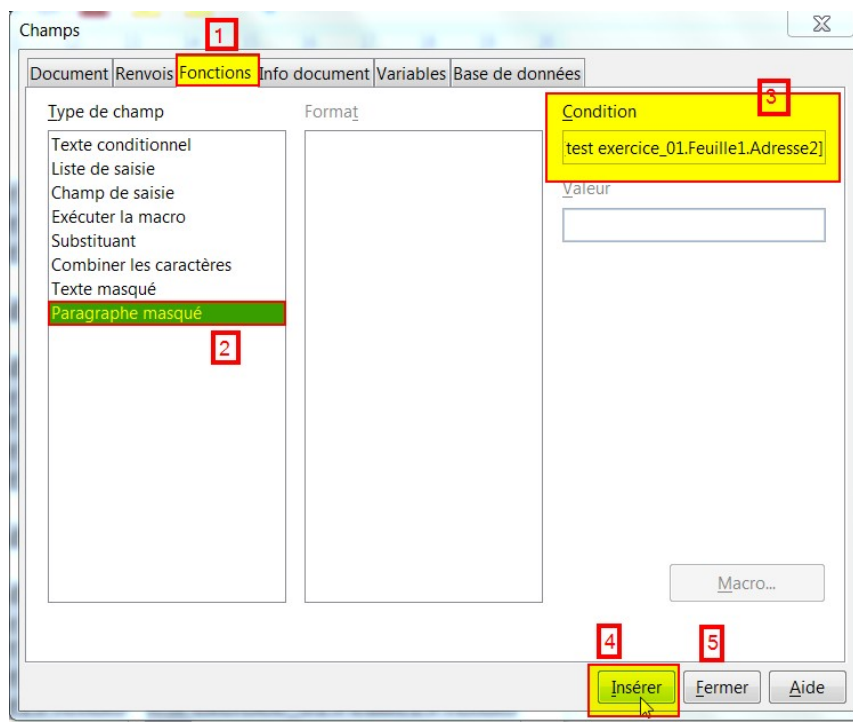 Champs
1
Document Renvois Fonctions Info document Variables Base de données
3
Type de champ Format Condition
Texte conditionnel
Liste de saisie
Champ de saisie
Exécuter la macro
Substituant
Combiner les caractères
Texte masqué
Paragraphe masqué
2
test exercice_01.Feuille1.Adresse2]
Valeur
Macro...
4 5
Insérer Fermer Aide